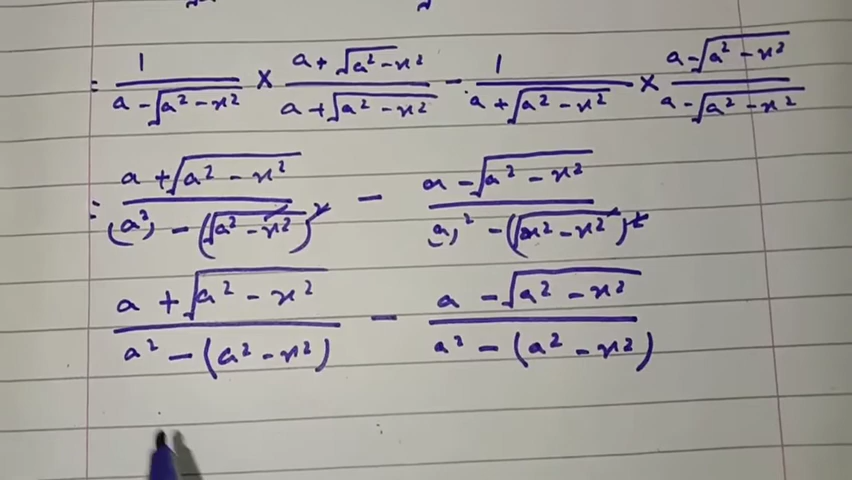 = 1/(a - √(a² - x²)) × (a + √(a² - x²))/(a + √(a² - x²)) - 1/(a + √(a² - x²)) × (a - √(a² - x²))/(a - √(a² - x²))
= (a + √(a² - x²))/((a²) - (√(a² - x²))²) - (a - √(a² - x²))/((a)² - (√(a² - x²))²)
(a + √(a² - x²))/(a² - (a² - x²)) - (a - √(a² - x²))/(a² - (a² - x²))